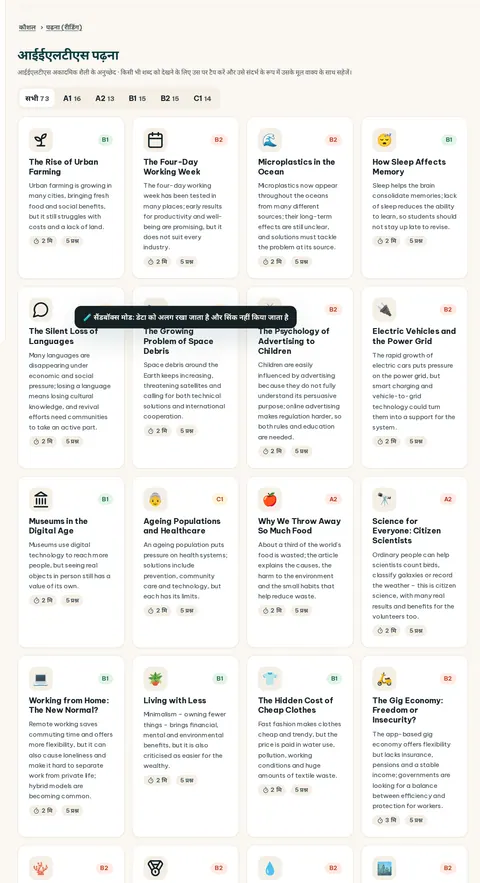 कौशल › पढ़ना (रीडिंग)
आईईएलटीएस पढ़ना
आईईएलटीएस अकादमिक शैली के अनुच्छेद · किसी भी शब्द को देखने के लिए उस पर टैप करें और उसे संदर्भ के रूप में उसके मूल वाक्य के साथ सहेजें।
सभी 73 A1 16 A2 13 B1 15 B2 15 C1 14
B1
The Rise of Urban
Farming
Urban farming is growing in
many cities, bringing fresh
food and social benefits,
but it still struggles with
costs and a lack of land.
2 मि 5 प्रश्न
B2
The Four-Day
Working Week
The four-day working
week has been tested in
many places; early results
for productivity and well-
being are promising, but it
does not suit every
industry.
2 मि 5 प्रश्न
B2
Microplastics in the
Ocean
Microplastics now appear
throughout the oceans
from many different
sources; their long-term
effects are still unclear,
and solutions must tackle
the problem at its source.
2 मि 5 प्रश्न
B1
How Sleep Affects
Memory
Sleep helps the brain
consolidate memories; lack
of sleep reduces the ability
to learn, so students should
not stay up late to revise.
2 मि 5 प्रश्न
सैंडबॉक्स मोड: डेटा को अलग रखा जाता है और सिंक नहीं किया जाता है
The Silent Loss of
Languages
Many languages are
disappearing under
economic and social
pressure; losing a language
means losing cultural
knowledge, and revival
efforts need communities
to take an active part.
2 मि 5 प्रश्न
The Growing
Problem of Space
Debris
Space debris around the
Earth keeps increasing,
threatening satellites and
calling for both technical
solutions and international
cooperation.
2 मि 5 प्रश्न
B2
The Psychology of
Advertising to
Children
Children are easily
influenced by advertising
because they do not fully
understand its persuasive
purpose; online advertising
makes regulation harder, so
both rules and education
are needed.
2 मि 5 प्रश्न
B2
Electric Vehicles and
the Power Grid
The rapid growth of
electric cars puts pressure
on the power grid, but
smart charging and
vehicle-to-grid
technology could turn
them into a support for the
system.
2 मि 5 प्रश्न
B1
Museums in the
Digital Age
Museums use digital
technology to reach more
people, but seeing real
objects in person still has a
value of its own.
2 मि 5 प्रश्न
C1
Ageing Populations
and Healthcare
An ageing population puts
pressure on health systems;
solutions include
prevention, community
care and technology, but
each has its limits.
2 मि 5 प्रश्न
A2
Why We Throw Away
So Much Food
About a third of the world's
food is wasted; the article
explains the causes, the
harm to the environment
and the small habits that
help reduce waste.
2 मि 5 प्रश्न
A2
Science for
Everyone: Citizen
Scientists
Ordinary people can help
scientists count birds,
classify galaxies or record
the weather – this is citizen
science, with many real
results and benefits for the
volunteers too.
2 मि 5 प्रश्न
B1
Working from Home:
The New Normal?
Remote working saves
commuting time and offers
more flexibility, but it can
also cause loneliness and
make it hard to separate
work from private life;
hybrid models are
becoming common.
2 मि 5 प्रश्न
B1
Living with Less
Minimalism – owning fewer
things – brings financial,
mental and environmental
benefits, but it is also
criticised as easier for the
wealthy.
2 मि 5 प्रश्न
B1
The Hidden Cost of
Cheap Clothes
Fast fashion makes clothes
cheap and trendy, but the
price is paid in water use,
pollution, working
conditions and huge
amounts of textile waste.
2 मि 5 प्रश्न
B2
The Gig Economy:
Freedom or
Insecurity?
The app-based gig
economy offers flexibility
but lacks insurance,
pensions and a stable
income; governments are
looking for a balance
between efficiency and
protection for workers.
3 मि 5 प्रश्न
B2
B2
B2
B2